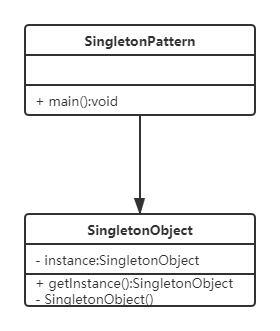 SingletonPattern
+ main():void
SingletonObject
- instance:SingletonObject
+ getInstance():SingletonObject
- SingletonObject()